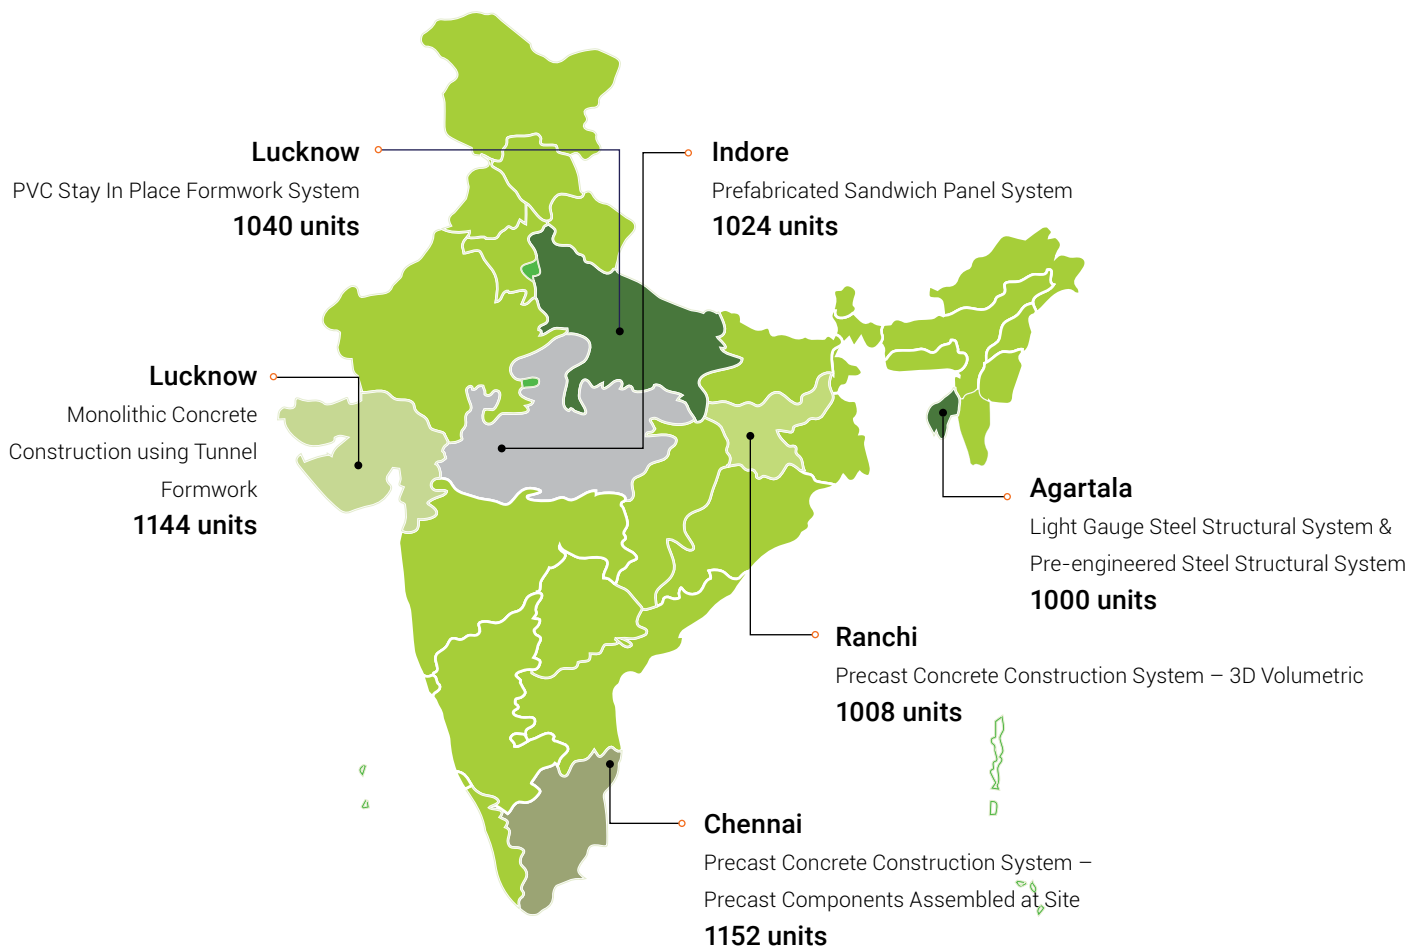 Lucknow
PVC Stay In Place Formwork System
1040 units
Indore
Prefabricated Sandwich Panel System
1024 units
Lucknow
Monolithic Concrete
Construction using Tunnel
Formwork
1144 units
Agartala
Light Gauge Steel Structural System &
Pre-engineered Steel Structural System
1000 units
Ranchi
Precast Concrete Construction System – 3D Volumetric
1008 units
Chennai
Precast Concrete Construction System –
Precast Components Assembled at Site
1152 units